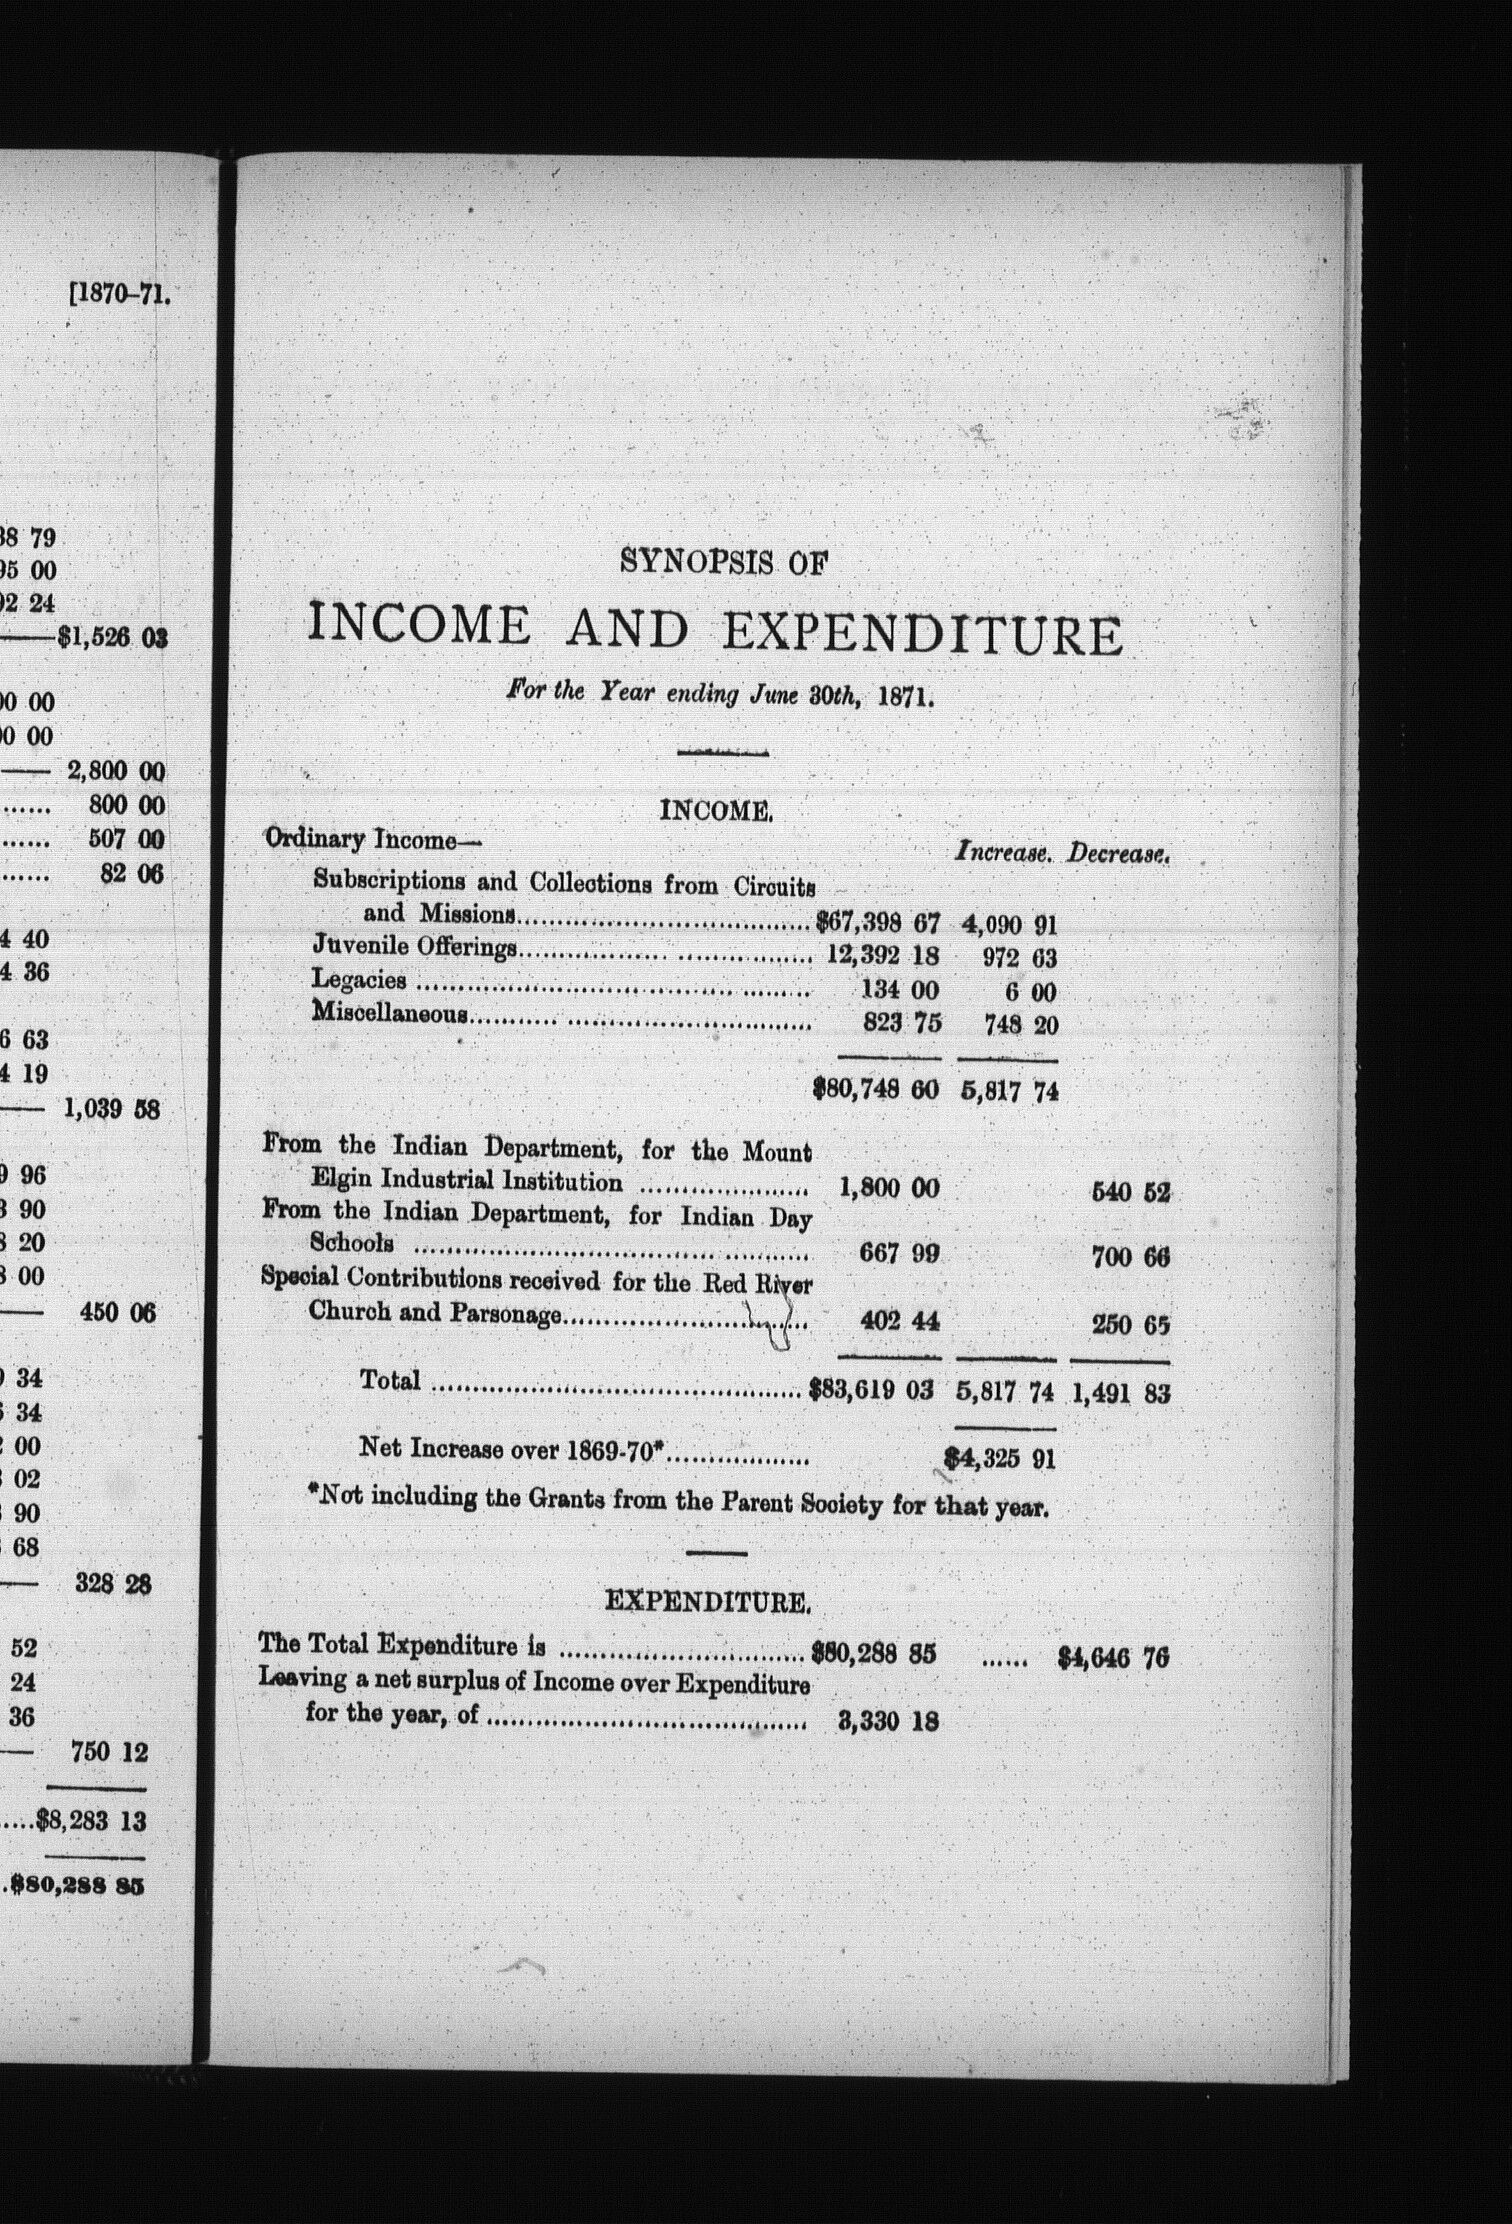 [1870-71.
38 79
95 00
02 24
$1,526 03
00 00
00 00
2,800 00
...... 800 00
...... 507 00
...... 82 06
4 40
4 36
6 63
4 19
1,039 58
9 96
3 90
8 20
8 00
450 06
34
34
00
02
90
68
328 28
52
24
36
750 12
.....$8,283 13
.$80,288 85
SYNOPSIS OF
INCOME AND EXPENDITURE
For the Year ending June 30th, 1871.
INCOME.
Ordinary Income— Increase. Decrease.
Subscriptions and Collections from Circuits
and Missions.................................... $67,398 67 4,090 91
Juvenile Offerings.................. ................ 12,392 18 972 63
Legacies ................................................ 134 00 6 00
Miscellaneous........... .............................. 823 75 748 20
$80,748 60 5,817 74
From the Indian Department, for the Mount
Elgin Industrial Institution .................... 1,800 00 540 52
From the Indian Department, for Indian Day
Schools ................................................ 667 99 700 66
Special Contributions received for the Red River
Church and Parsonage.............................. 402 44 250 65
Total ............................................. $83,619 03 5,817 74 1,491 83
Net Increase over 1869-70*.................. $4,325 91
*Not including the Grants from the Parent Society for that year.
EXPENDITURE.
The Total Expenditure is .............................. $80,288 85 ...... $4,646 76
Leaving a net surplus of Income over Expenditure
for the year, of ....................................... 3,330 18